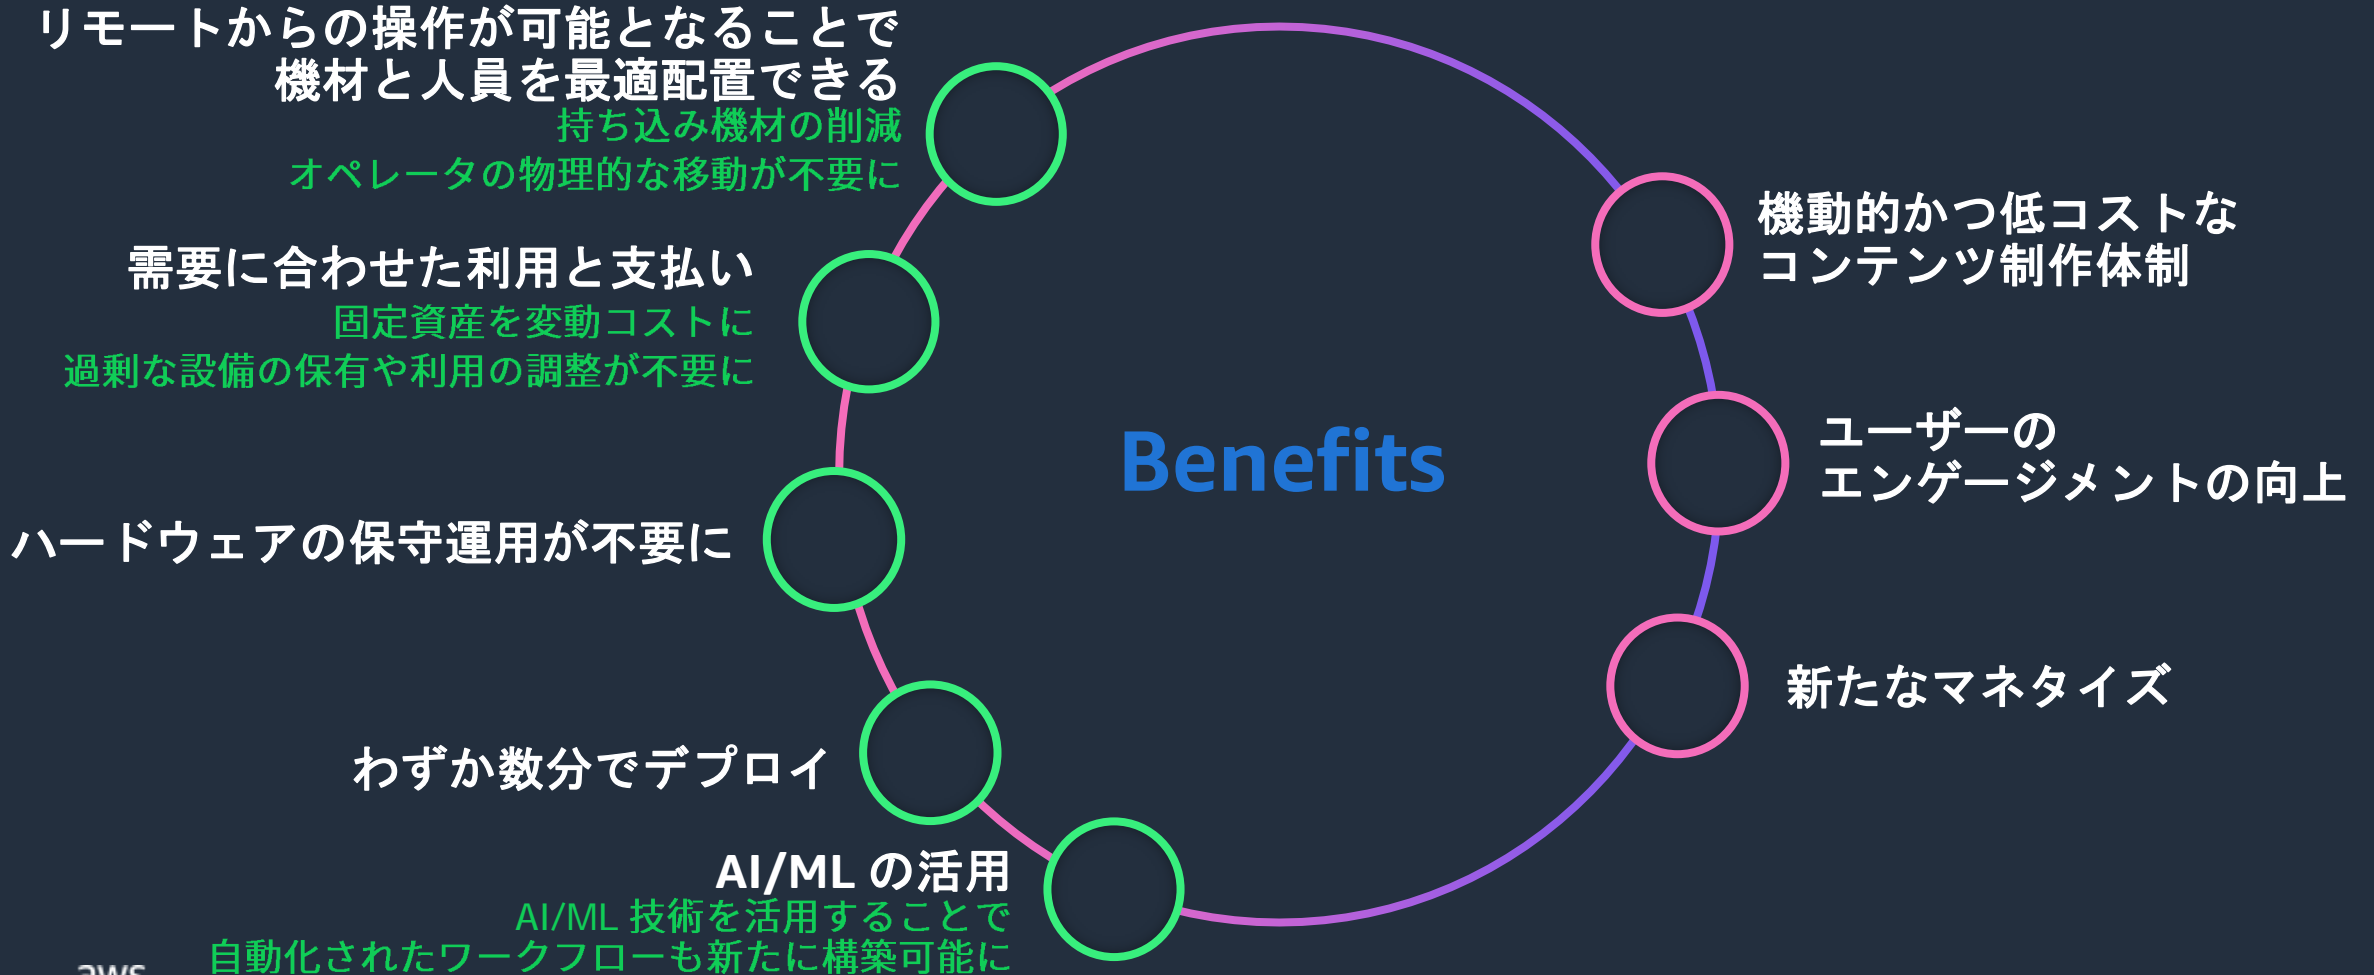 リモートからの操作が可能となることで
機材と人員を最適配置できる
持ち込み機材の削減
オペレータの物理的な移動が不要に
需要に合わせた利用と支払い
固定資産を変動コストに
過剰な設備の保有や利用の調整が不要に
ハードウェアの保守運用が不要に
わずか数分でデプロイ
AI/ML の活用
AI/ML 技術を活用することで
自動化されたワークフローも新たに構築可能に
Benefits
機動的かつ低コストな
コンテンツ制作体制
ユーザーの
エンゲージメントの向上
新たなマネタイズ
aws